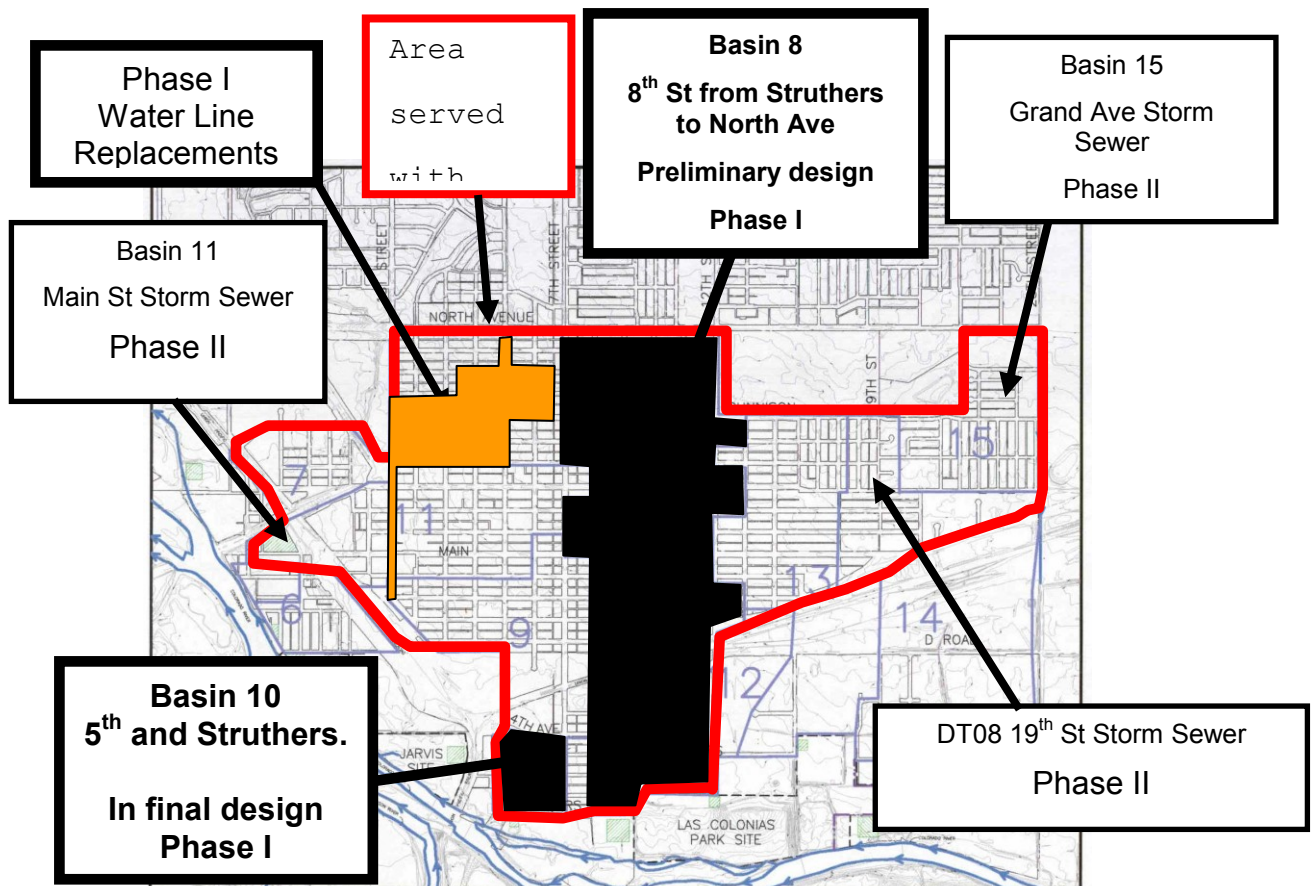 Phase I
Water Line
Replacements
Area
served
with
Basin 8
8th St from Struthers
to North Ave
Preliminary design
Phase I
Basin 15
Grand Ave Storm
Sewer
Phase II
Basin 11
Main St Storm Sewer
Phase II
7TH STREET
NORTH AVENUE
9TH ST
7
11
15
MAIN
6
9
13
14
D ROAD
12
Basin 10
5th and Struthers.
In final design
Phase I
4TH AVE
JARVIS
SITE
DT08 19th St Storm Sewer
Phase II
LAS COLONIAS
PARK SITE
COLORADO RIVER